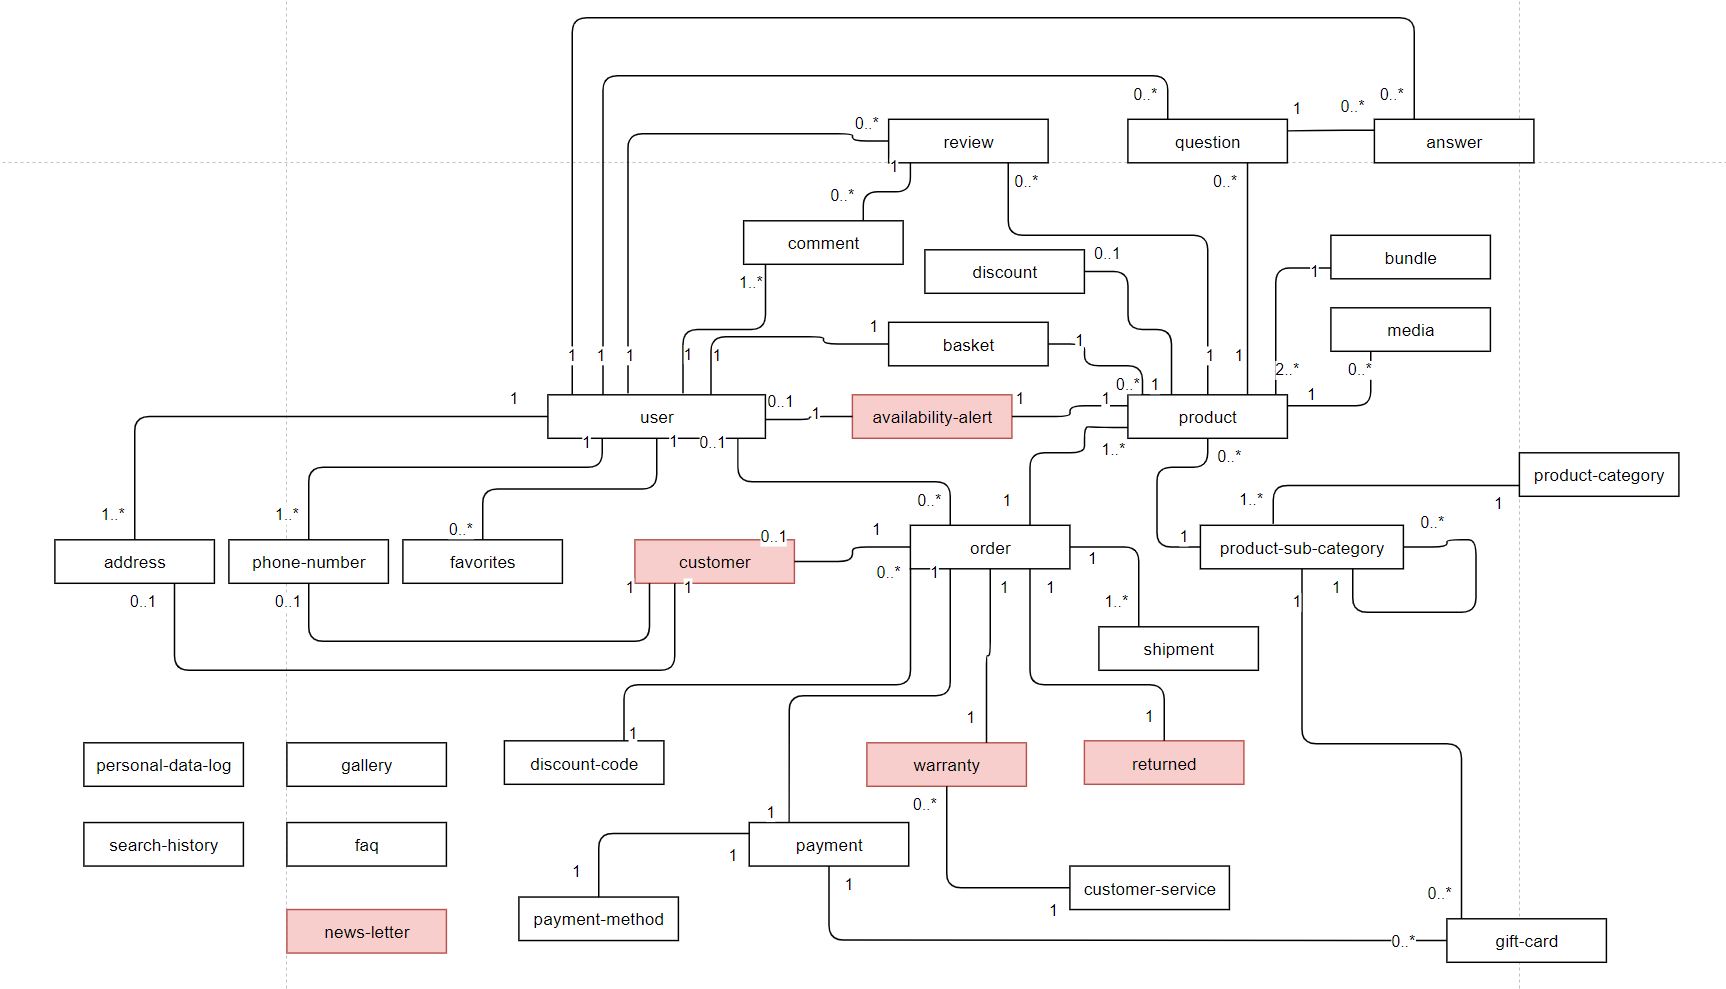 0..*
0..*
1
0..*
0..*
review
question
answer
1
0..*
0..*
0..*
comment
0..1
bundle
discount
1
1..*
media
1
basket
1
1
1
1
1
1
1
1
2..*
0..*
0..*
1
1
1
0..1
1
1
1
user
availability-alert
product
1
1
0..1
1..*
0..*
product-category
1..*
1..*
0..*
0..*
1
1..*
1
0..*
1
0..1
1
order
product-sub-category
address
phone-number
favorites
customer
1
0..*
1
0..1
0..1
1
1
1
1
1
1
1..*
shipment
1
1
1
personal-data-log
gallery
discount-code
warranty
returned
0..*
1
search-history
faq
payment
1
1
1
customer-service
0..*
1
payment-method
news-letter
0..*
gift-card